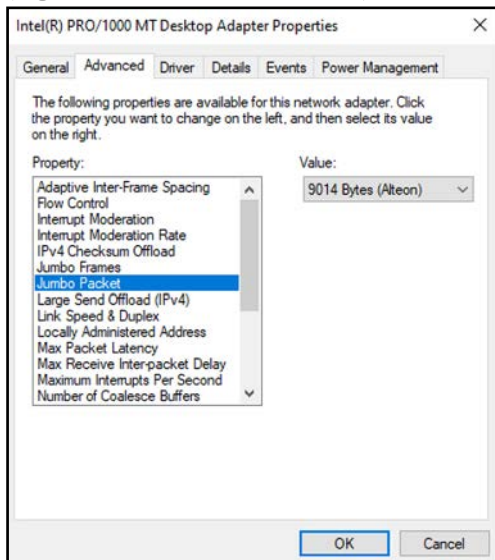 Intel(R) PRO/1000 MT Desktop Adapter Properties
General Advanced Driver Details Events Power Management
The following properties are available for this network adapter. Click
the property you want to change on the left, and then select its value
on the right.
Property:
Value:
Adaptive Inter-Frame Spacing
Flow Control
Interrupt Moderation
Interrupt Moderation Rate
IPv4 Checksum Offload
Jumbo Frames
Jumbo Packet
Large Send Offload (IPv4)
Link Speed & Duplex
Locally Administered Address
Max Packet Latency
Max Receive Inter-packet Delay
Maximum Interrupts Per Second
Number of Coalesce Buffers
9014 Bytes (Alteon)
OK Cancel